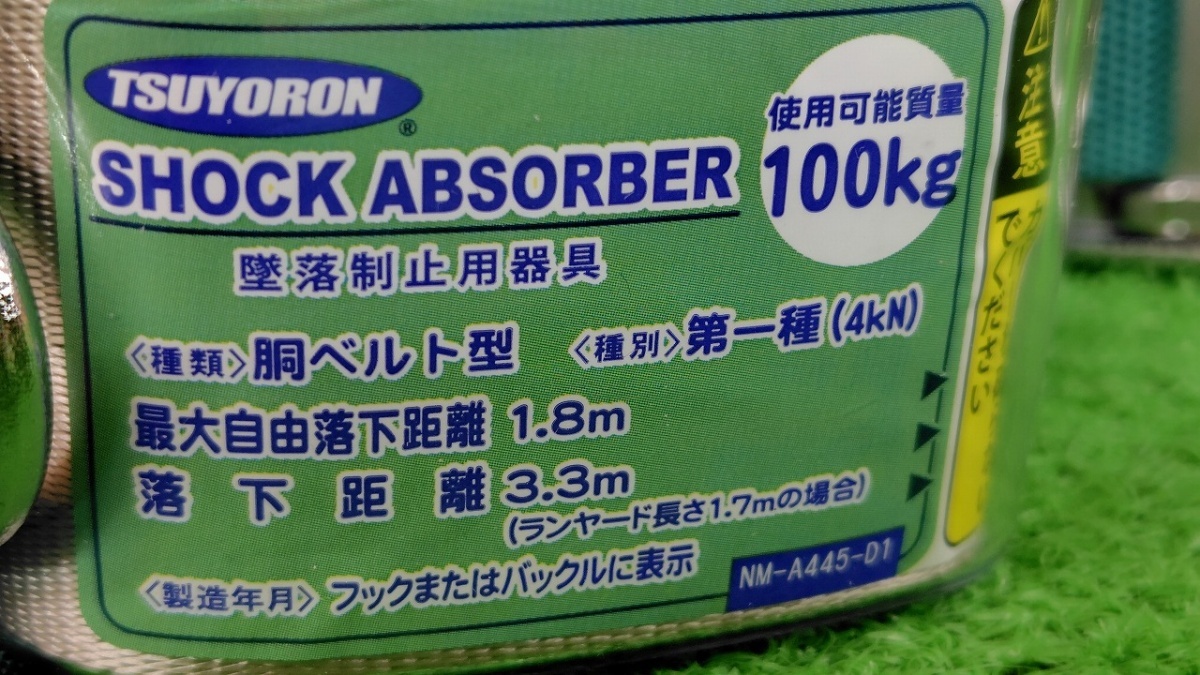 TSUYORON
®
SHOCK ABSORBER
使用可能質量
100kg
墜落制止用器具
〈種類〉胴ベルト型 〈種別〉第一種(4kN)
最大自由落下距離 1.8m
落下距離 3.3m
(ランヤード長さ1.7mの場合)
〈製造年月〉フックまたはバックルに表示
NM-A445-D1
注意
でください